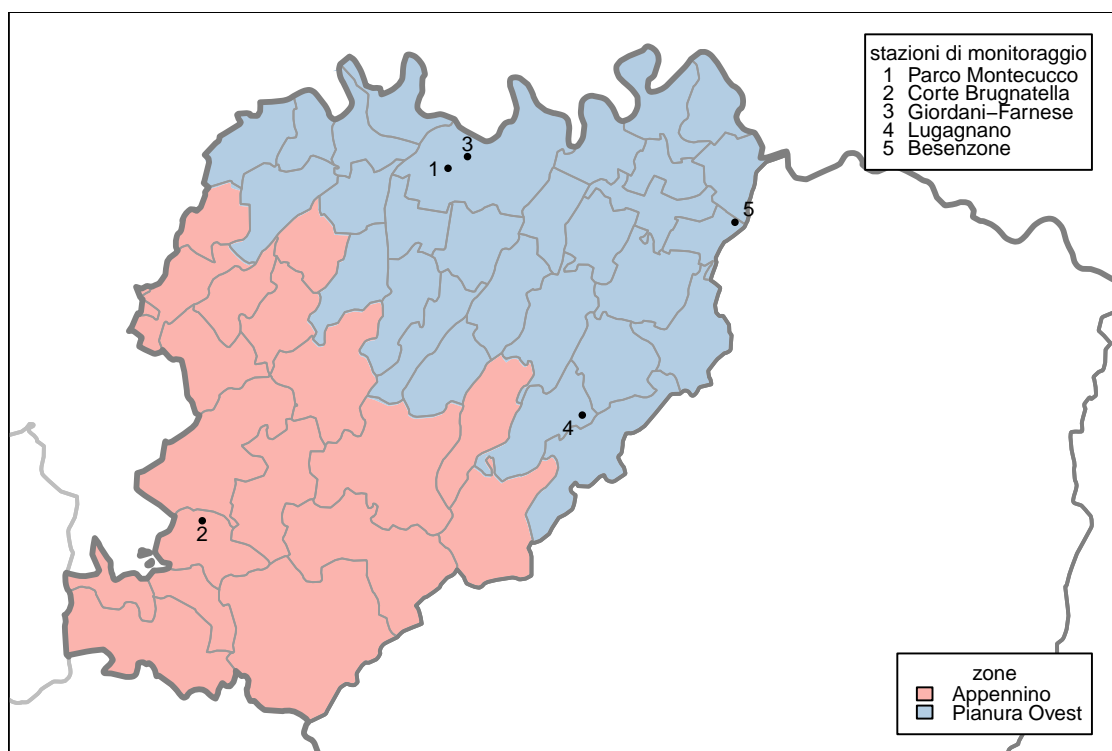 stazioni di monitoraggio
1 Parco Montecucco
2 Corte Brugnatella
3 Giordani−Farnese
4 Lugagnano
5 Besenzone
3
1
5
4
2
zone
Appennino
Pianura Ovest